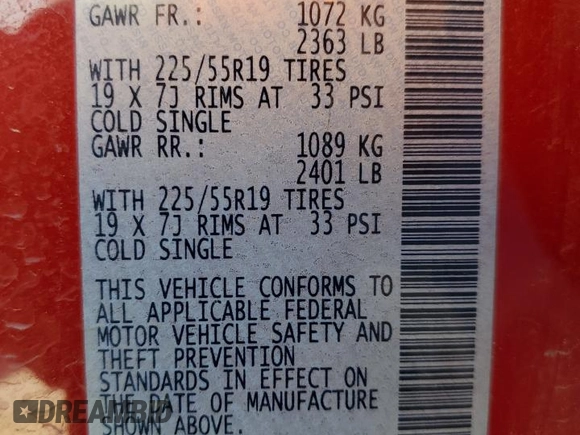 GAWR FR.: 1072 KG
2363 LB
WITH 225/55R19 TIRES
19 X 7J RIMS AT 33 PSI
COLD SINGLE
GAWR RR.: 1089 KG
2401 LB
WITH 225/55R19 TIRES
19 X 7J RIMS AT 33 PSI
COLD SINGLE
THIS VEHICLE CONFORMS TO
ALL APPLICABLE FEDERAL
MOTOR VEHICLE SAFETY AND
THEFT PREVENTION
STANDARDS IN EFFECT ON
THE DATE OF MANUFACTURE
SHOWN ABOVE.
DREAMBID